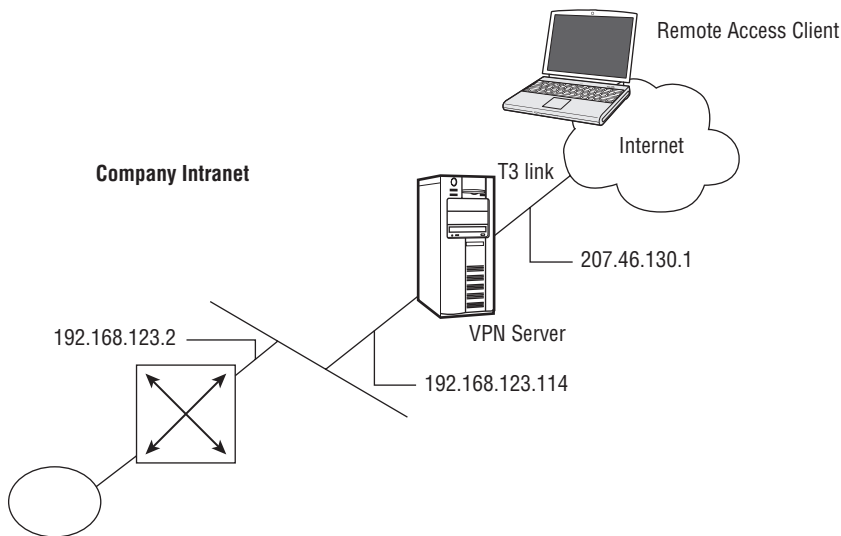 Remote Access Client
Internet
T3 link
Company Intranet
207.46.130.1
VPN Server
192.168.123.2
192.168.123.114